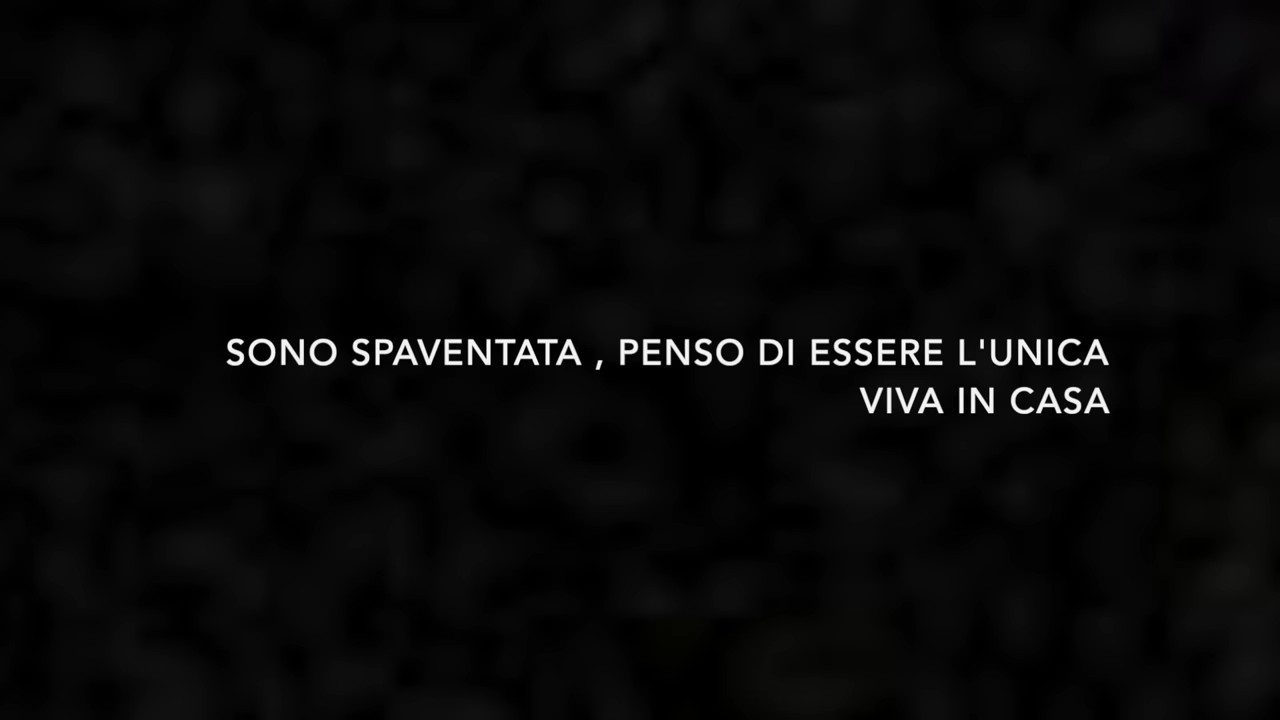 SONO SPAVENTATA , PENSO DI ESSERE L'UNICA
VIVA IN CASA